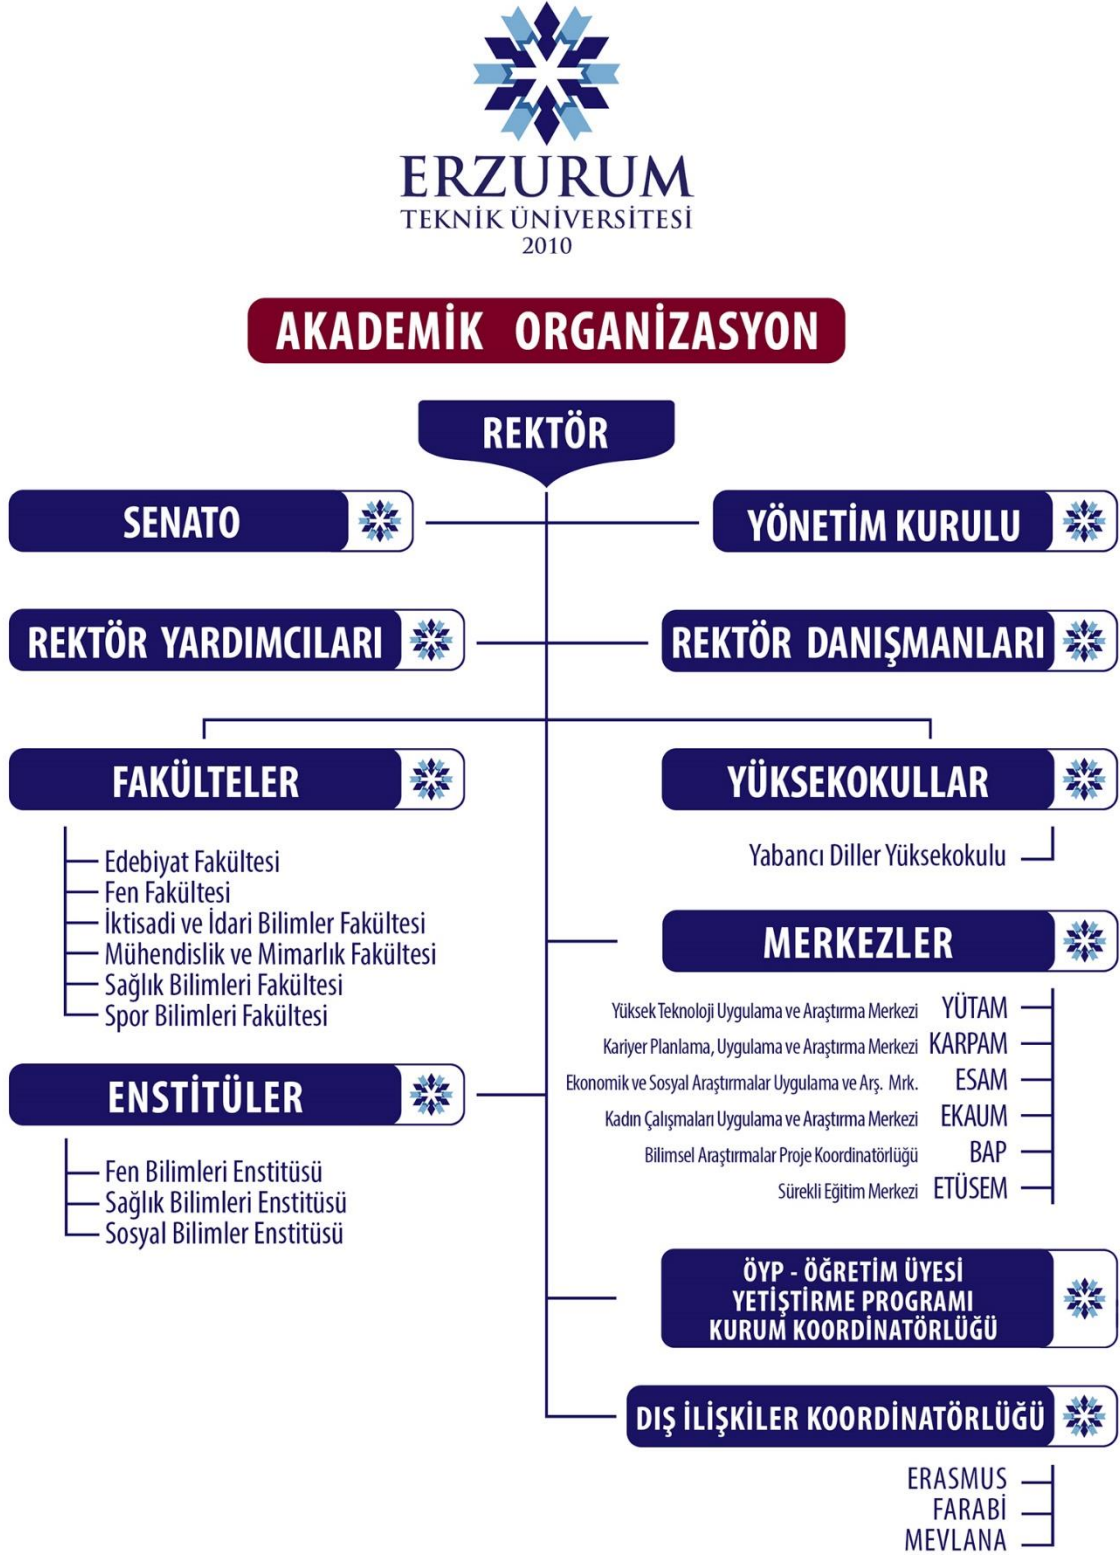 ERZURUM
TEKNİK ÜNİVERSİTESİ
2010
AKADEMİK ORGANİZASYON
REKTÖR
SENATO
YÖNETİM KURULU
REKTÖR YARDIMCILARI
REKTÖR DANIŞMANLARI
FAKÜLTELER
Edebiyat Fakültesi
Fen Fakültesi
İktisadi ve İdari Bilimler Fakültesi
Mühendislik ve Mimarlık Fakültesi
Sağlık Bilimleri Fakültesi
Spor Bilimleri Fakültesi
YÜKSEKOKULLAR
Yabancı Diller Yüksekokulu
ENSTİTÜLER
Fen Bilimleri Enstitüsü
Sağlık Bilimleri Enstitüsü
Sosyal Bilimler Enstitüsü
MERKEZLER
Yüksek Teknoloji Uygulama ve Araştırma Merkezi YÜTAM
Kariyer Planlama, Uygulama ve Araştırma Merkezi KARPAM
Ekonomik ve Sosyal Araştırmalar Uygulama ve Arş. Mrk. ESAM
Kadın Çalışmaları Uygulama ve Araştırma Merkezi EKAUM
Bilimsel Araştırmalar Proje Koordinatörlüğü BAP
Sürekli Eğitim Merkezi ETÜSEM
ÖYP - ÖĞRETİM ÜYESİ
YETİŞTİRME PROGRAMI
KURUM KOORDİNATÖRLÜĞÜ
DIŞ İLİŞKİLER KOORDİNATÖRLÜĞÜ
ERASMUS
FARABİ
MEVLANA